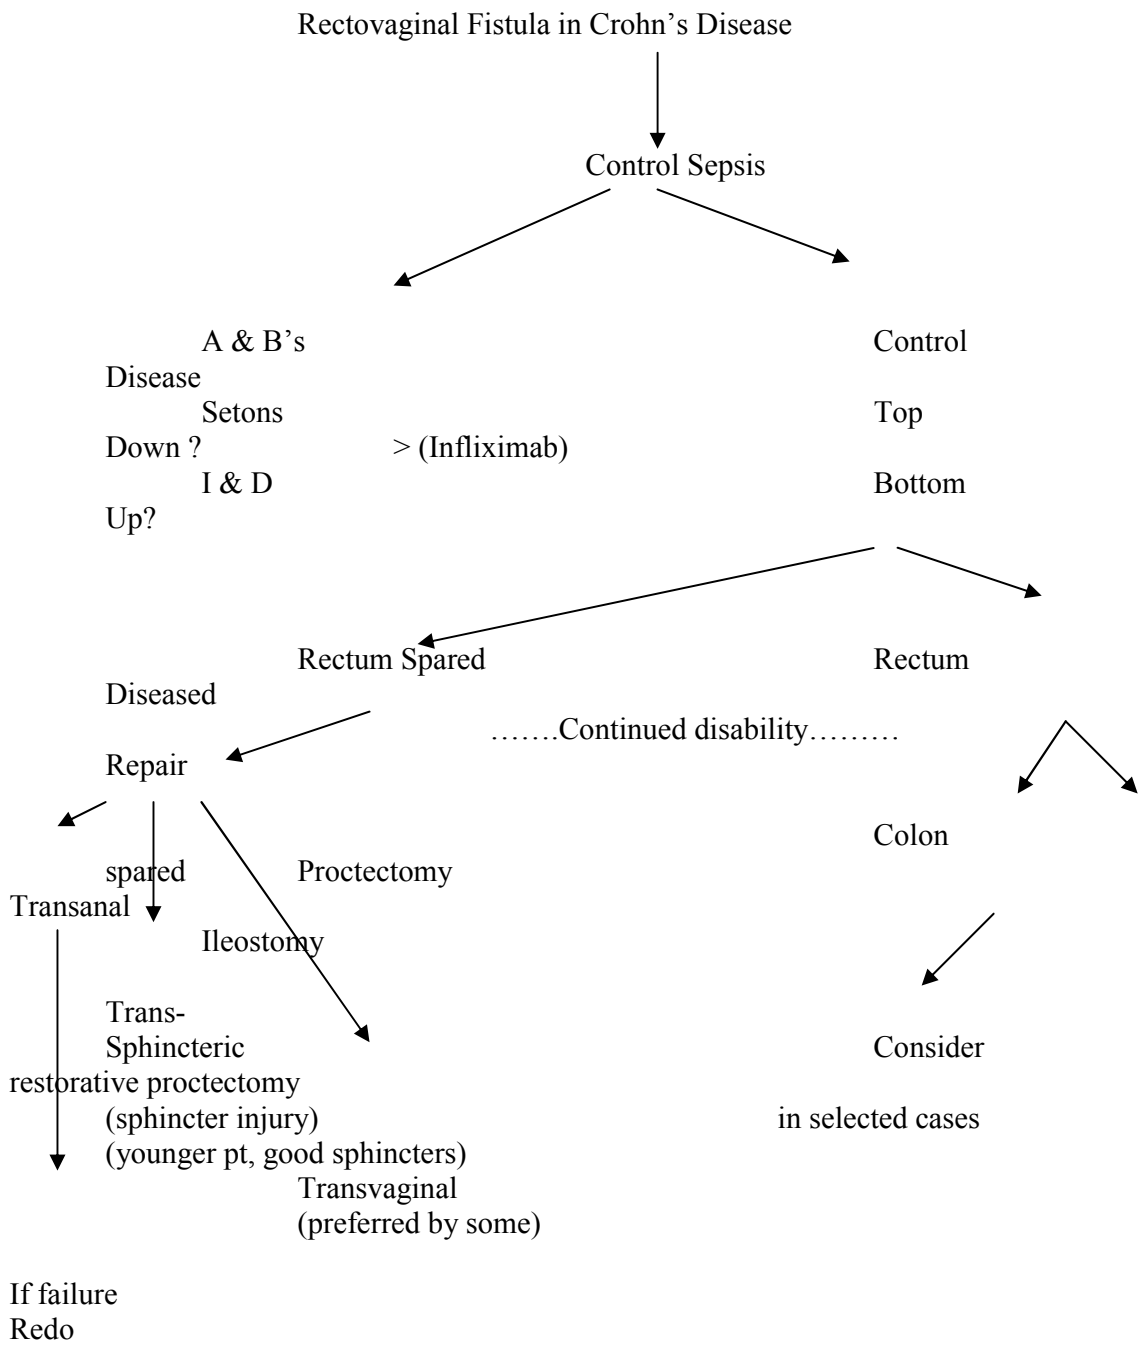 Rectovaginal Fistula in Crohn’s Disease
Control Sepsis
A & B’s Control
Disease
Setons Top
Down ? > (Infliximab)
I & D Bottom
Up?
Rectum Spared Rectum
Diseased
…….Continued disability………
Repair
Colon
spared Proctectomy
Transanal
Ileostomy
Trans-
Sphincteric Consider
restorative proctectomy
(sphincter injury) in selected cases
(younger pt, good sphincters)
Transvaginal
(preferred by some)
If failure
Redo